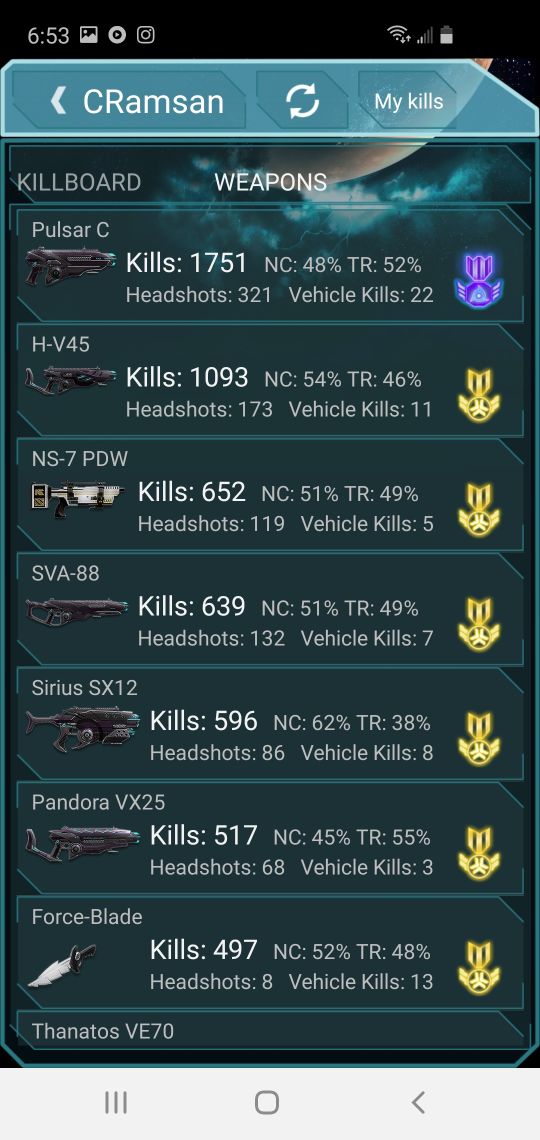 6:53
CRamsan
My kills
KILLBOARD WEAPONS
Pulsar C
Kills: 1751 NC: 48% TR: 52%
Headshots: 321 Vehicle Kills: 22
H-V45
Kills: 1093 NC: 54% TR: 46%
Headshots: 173 Vehicle Kills: 11
NS-7 PDW
Kills: 652 NC: 51% TR: 49%
Headshots: 119 Vehicle Kills: 5
SVA-88
Kills: 639 NC: 51% TR: 49%
Headshots: 132 Vehicle Kills: 7
Sirius SX12
Kills: 596 NC: 62% TR: 38%
Headshots: 86 Vehicle Kills: 8
Pandora VX25
Kills: 517 NC: 45% TR: 55%
Headshots: 68 Vehicle Kills: 3
Force-Blade
Kills: 497 NC: 52% TR: 48%
Headshots: 8 Vehicle Kills: 13
Thanatos VE70